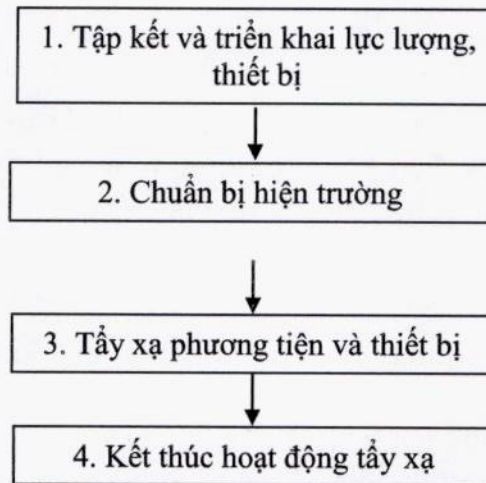 1. Tập kết và triển khai lực lượng,
thiết bị
2. Chuẩn bị hiện trường
3. Tẩy xạ phương tiện và thiết bị
4. Kết thúc hoạt động tẩy xạ